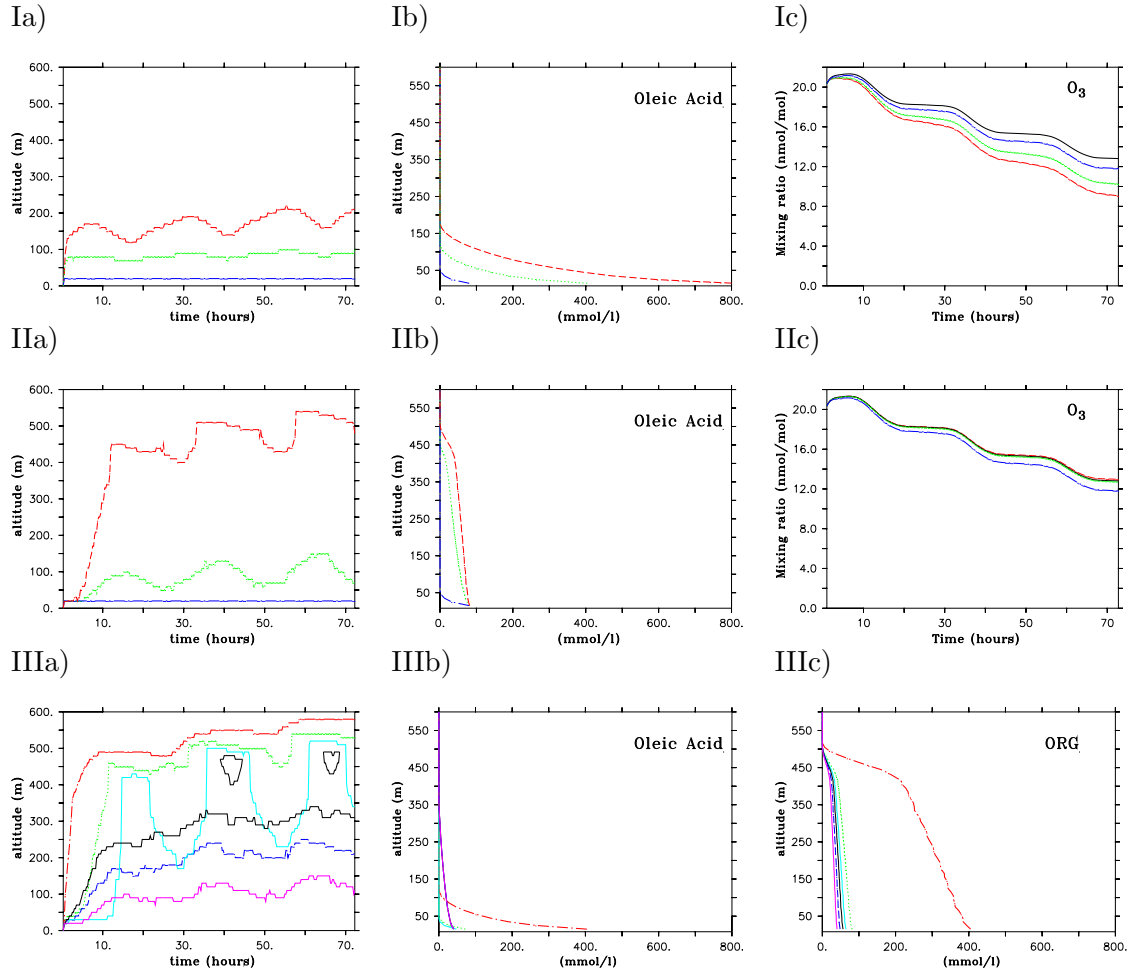 Ia)
Ib)
Ic)
600.
500.
400.
300.
200.
100.
0.
altitude (m)
10.
30.
50.
70.
time (hours)
550
450
350
250
150
50
altitude (m)
Oleic Acid
0.
200.
400.
600.
800.
(mmol/l)
20.0
16.0
12.0
8.0
4.0
0.0
Mixing ratio (nmol/mol)
O3
10
30
50
70
Time (hours)
IIa)
IIb)
IIc)
600.
500.
400.
300.
200.
100.
0.
altitude (m)
10.
30.
50.
70.
time (hours)
550
450
350
250
150
50
altitude (m)
Oleic Acid
0.
200.
400.
600.
800.
(mmol/l)
20.0
16.0
12.0
8.0
4.0
0.0
Mixing ratio (nmol/mol)
O3
10
30
50
70
Time (hours)
IIIa)
IIIb)
IIIc)
600.
500.
400.
300.
200.
100.
0.
altitude (m)
10.
30.
50.
70.
time (hours)
550
450
350
250
150
50
altitude (m)
Oleic Acid
0.
200.
400.
600.
800.
(mmol/l)
550
450
350
250
150
50
altitude (m)
ORG
0.
200.
400.
600.
800.
(mmol/l)